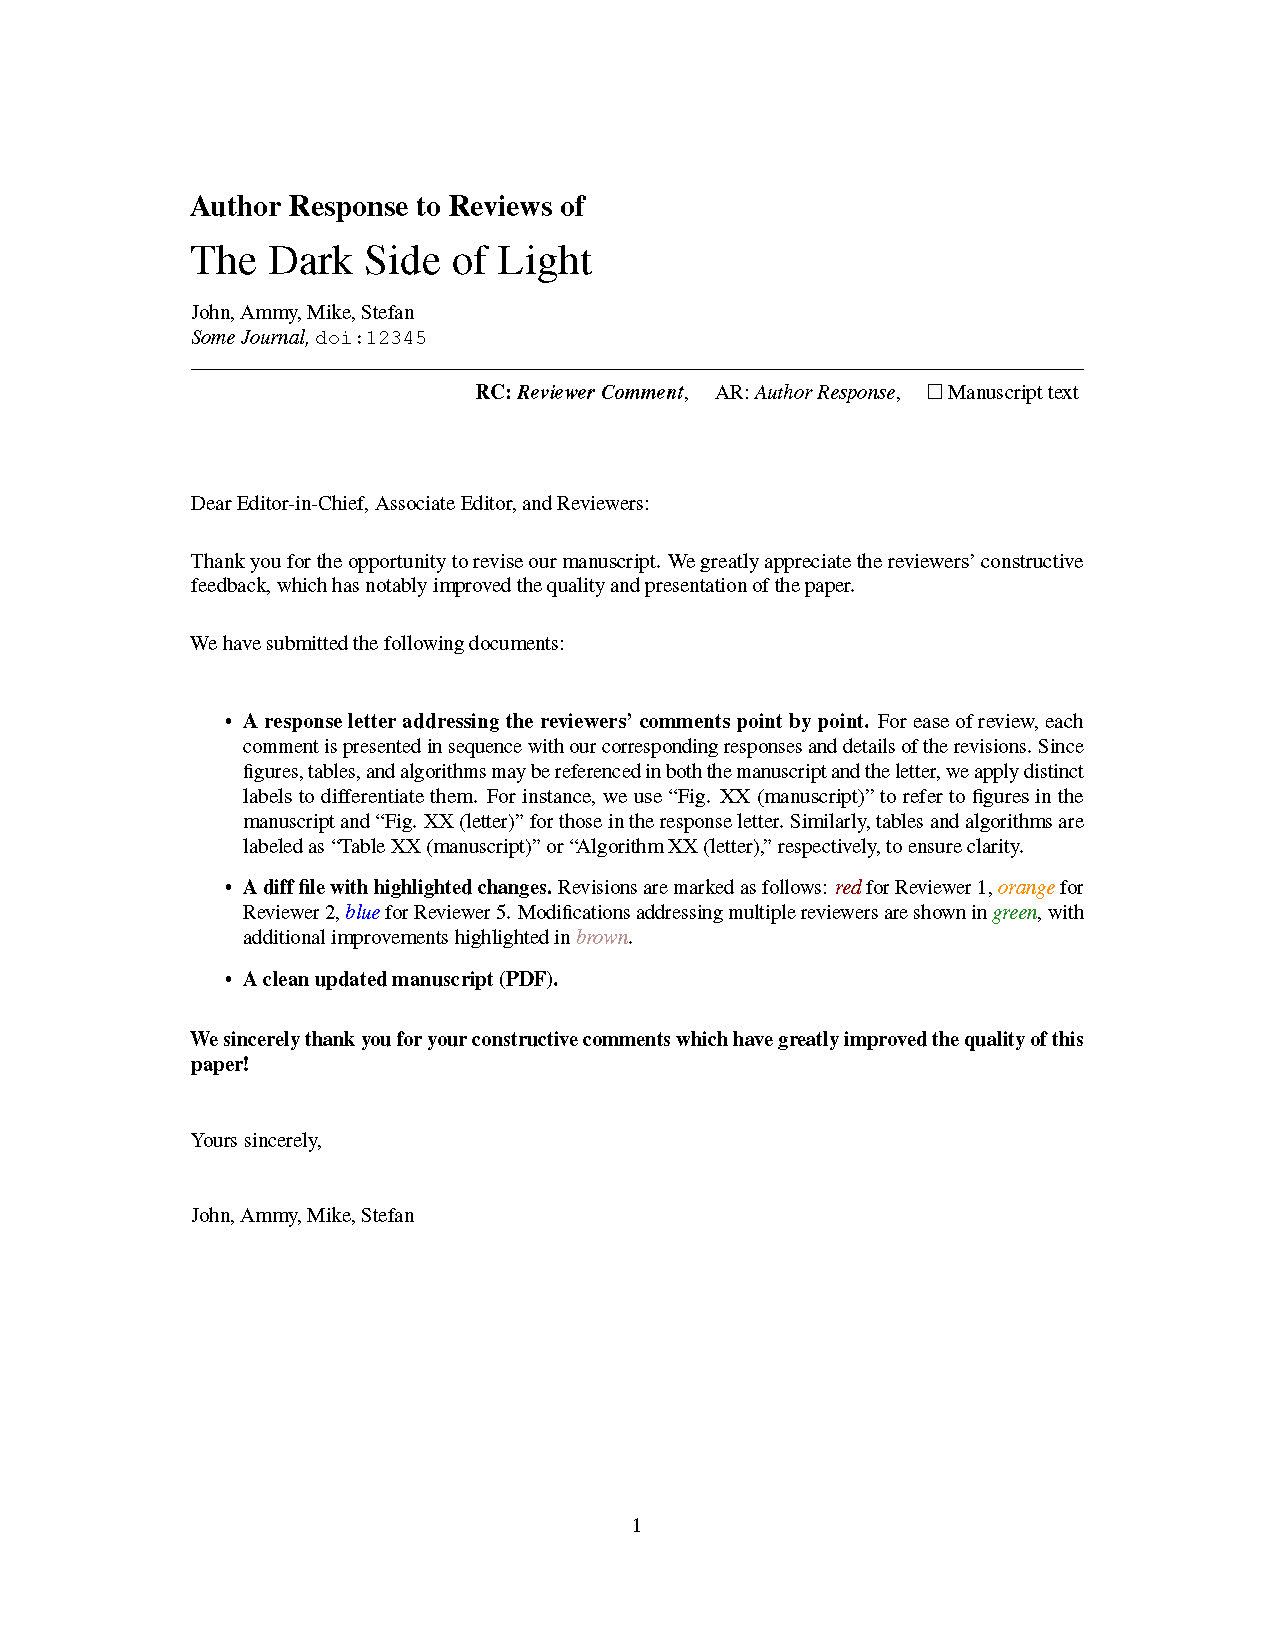 Author Response to Reviews of
The Dark Side of Light
John, Ammy, Mike, Stefan
Some Journal, doi:12345
RC: Reviewer Comment, AR: Author Response, □ Manuscript text
Dear Editor-in-Chief, Associate Editor, and Reviewers:
Thank you for the opportunity to revise our manuscript. We greatly appreciate the reviewers’ constructive
feedback, which has notably improved the quality and presentation of the paper.
We have submitted the following documents:
• A response letter addressing the reviewers’ comments point by point. For ease of review, each
comment is presented in sequence with our corresponding responses and details of the revisions. Since
figures, tables, and algorithms may be referenced in both the manuscript and the letter, we apply distinct
labels to differentiate them. For instance, we use “Fig. XX (manuscript)” to refer to figures in the
manuscript and “Fig. XX (letter)” for those in the response letter. Similarly, tables and algorithms are
labeled as “Table XX (manuscript)” or “Algorithm XX (letter),” respectively, to ensure clarity.
• A diff file with highlighted changes. Revisions are marked as follows: red for Reviewer 1, orange for
Reviewer 2, blue for Reviewer 5. Modifications addressing multiple reviewers are shown in green, with
additional improvements highlighted in brown.
• A clean updated manuscript (PDF).
We sincerely thank you for your constructive comments which have greatly improved the quality of this
paper!
Yours sincerely,
John, Ammy, Mike, Stefan
1